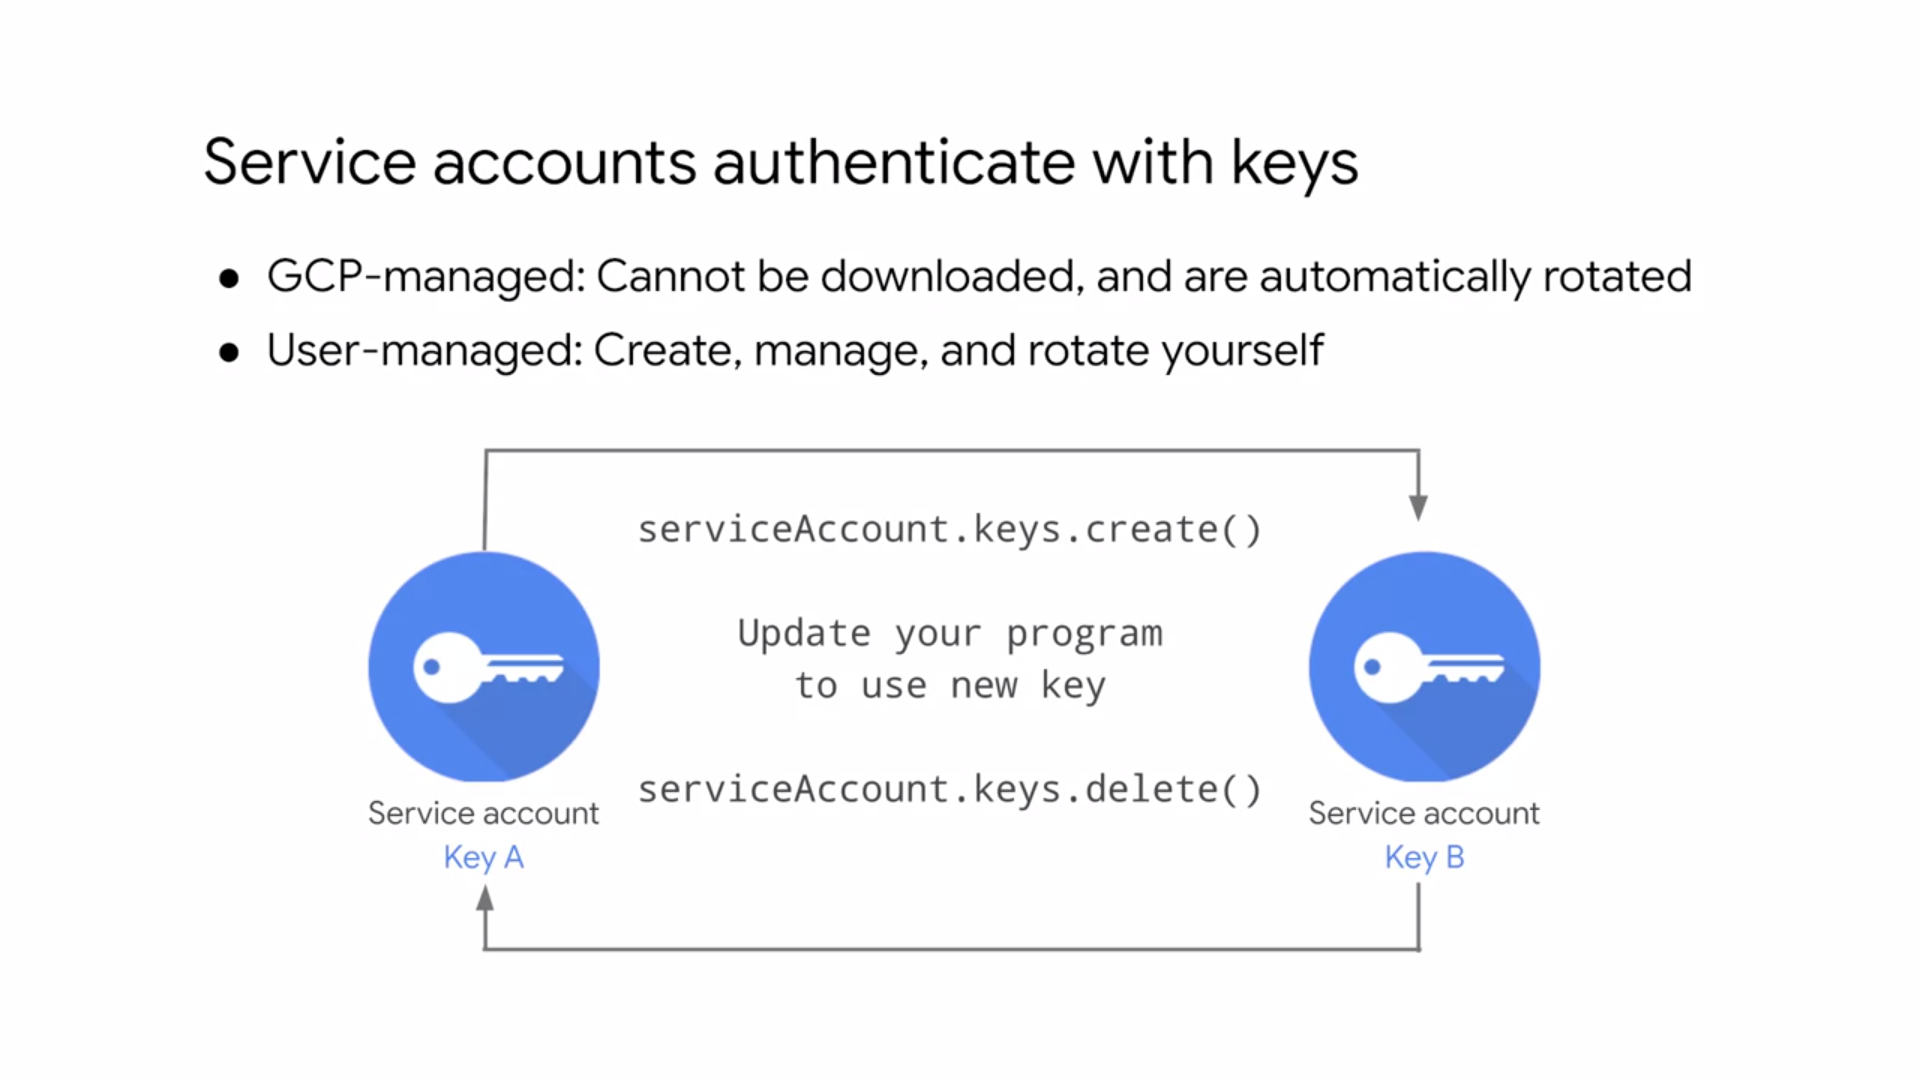 Service accounts authenticate with keys
● GCP-managed: Cannot be downloaded, and are automatically rotated
● User-managed: Create, manage, and rotate yourself
serviceAccount.keys.create()
Update your program
to use new key
serviceAccount.keys.delete()
Service account
Key A
Service account
Key B